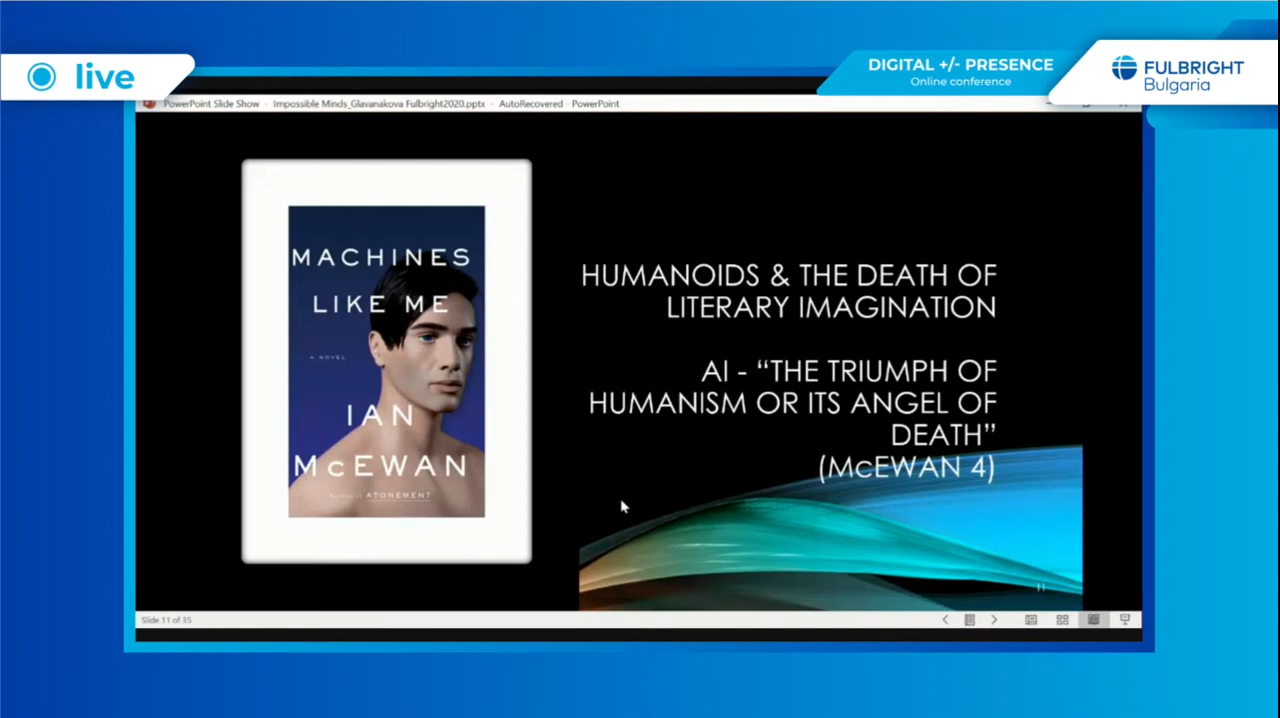 live
DIGITAL +/- PRESENCE
Online conference
FULBRIGHT
Bulgaria
PowerPoint Slide Show - Impossible Minds_Glavanakova Fulbright2020.pptx - AutoRecovered - PowerPoint
MACHINES
LIKE ME
A NOVEL
IAN
McEWAN
ATONEMENT
HUMANOIDS & THE DEATH OF
LITERARY IMAGINATION
AI - “THE TRIUMPH OF
HUMANISM OR ITS ANGEL OF
DEATH”
(McEWAN 4)
11
Slide 11 of 35